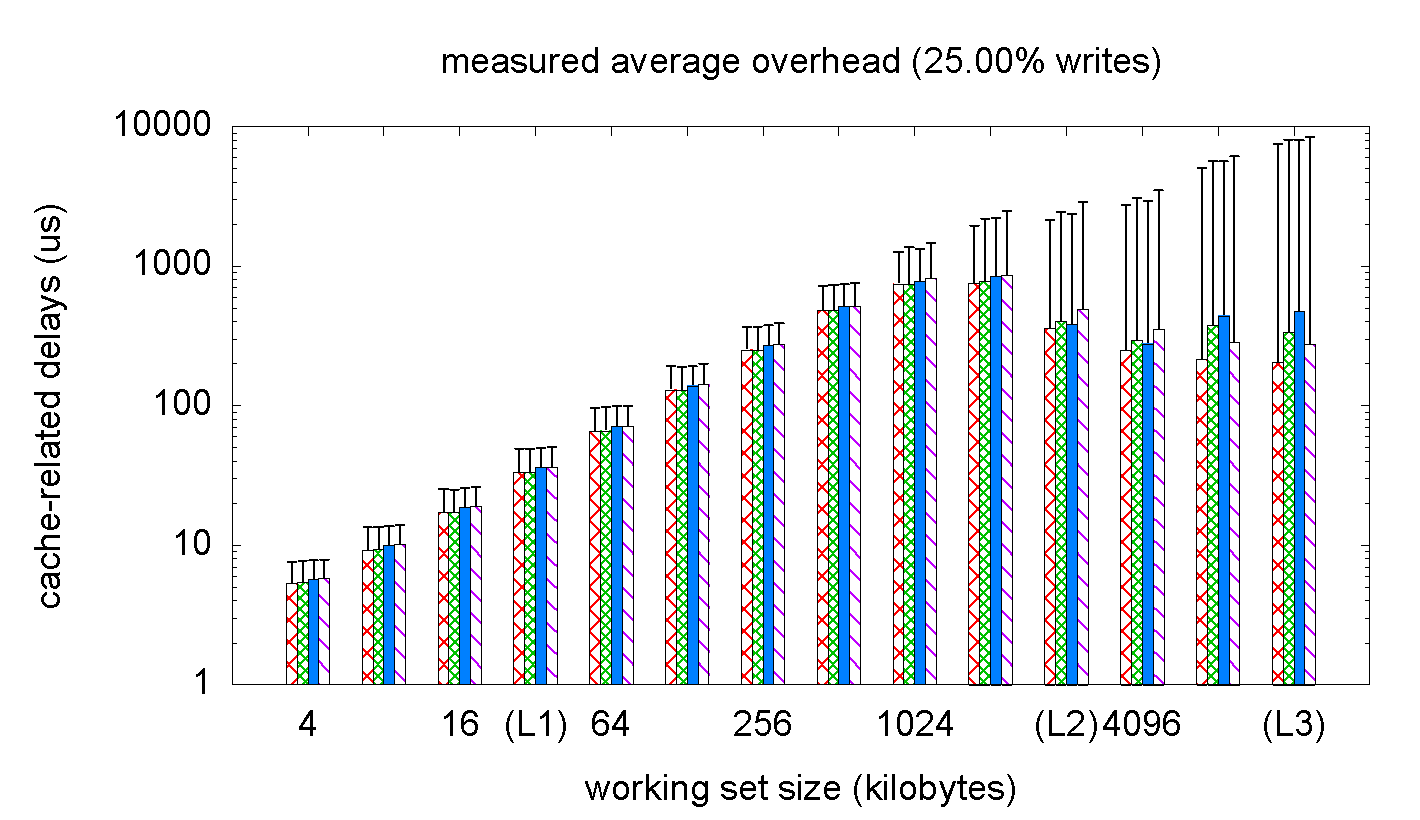 measured average overhead (25.00% writes)
10000
1000
100
10
1
cache-related delays (us)
4 16 (L1) 64 256 1024 (L2) 4096 (L3)
working set size (kilobytes)